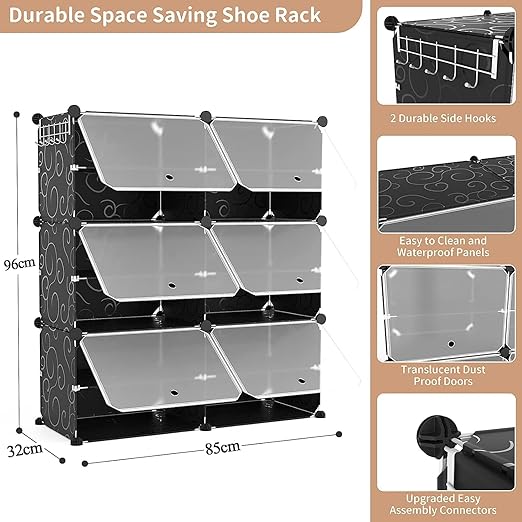 Durable Space Saving Shoe Rack
96cm
32cm
85cm
2 Durable Side Hooks
Easy to Clean and
Waterproof Panels
Translucent Dust
Proof Doors
Upgraded Easy
Assembly Connectors